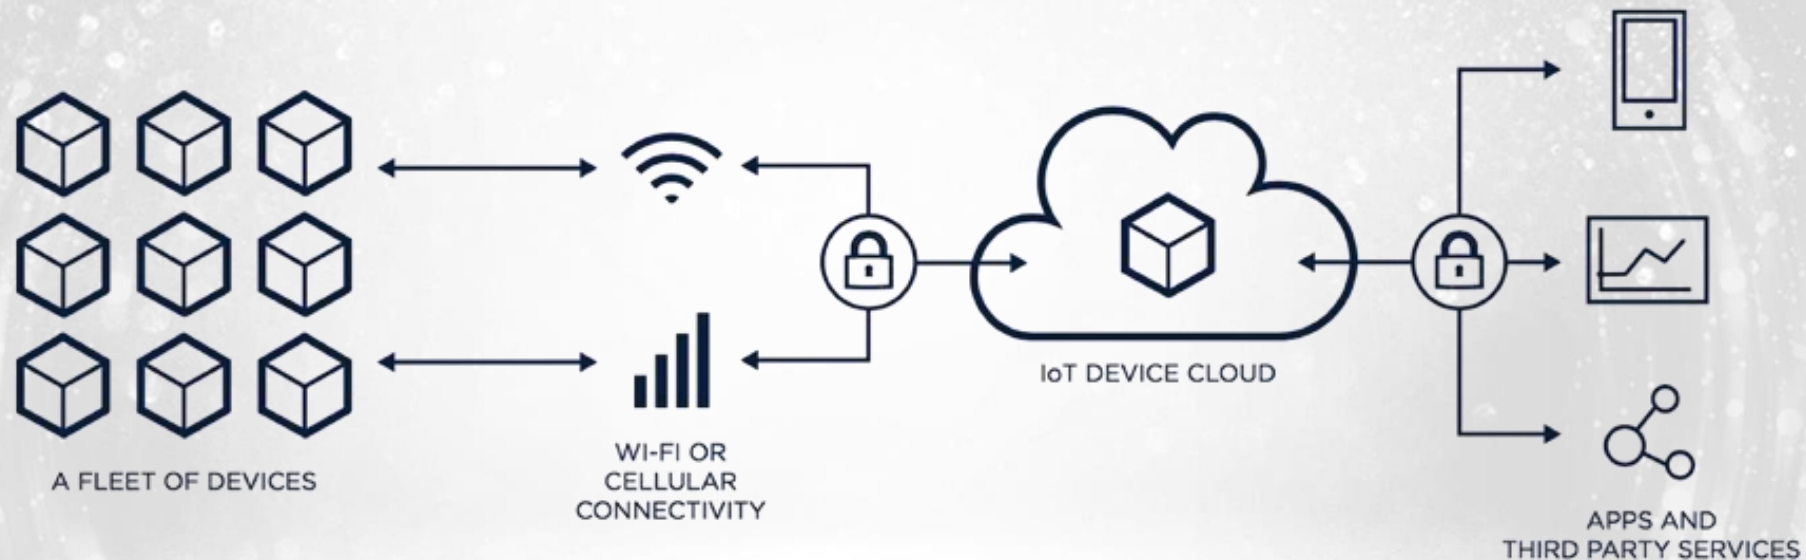 A FLEET OF DEVICES
WI-FI OR
CELLULAR
CONNECTIVITY
IoT DEVICE CLOUD
APPS AND
THIRD PARTY SERVICES